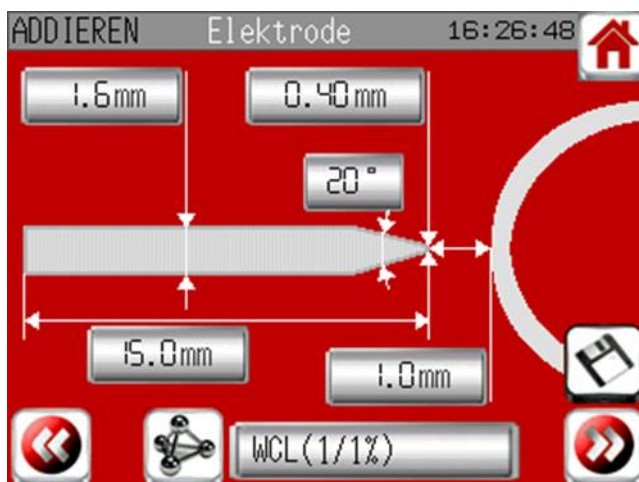 ADDIEREN Elektrode 16:26:48
1.6mm 0.40mm
20°
15.0mm
1.0mm
WCL(1/1%)